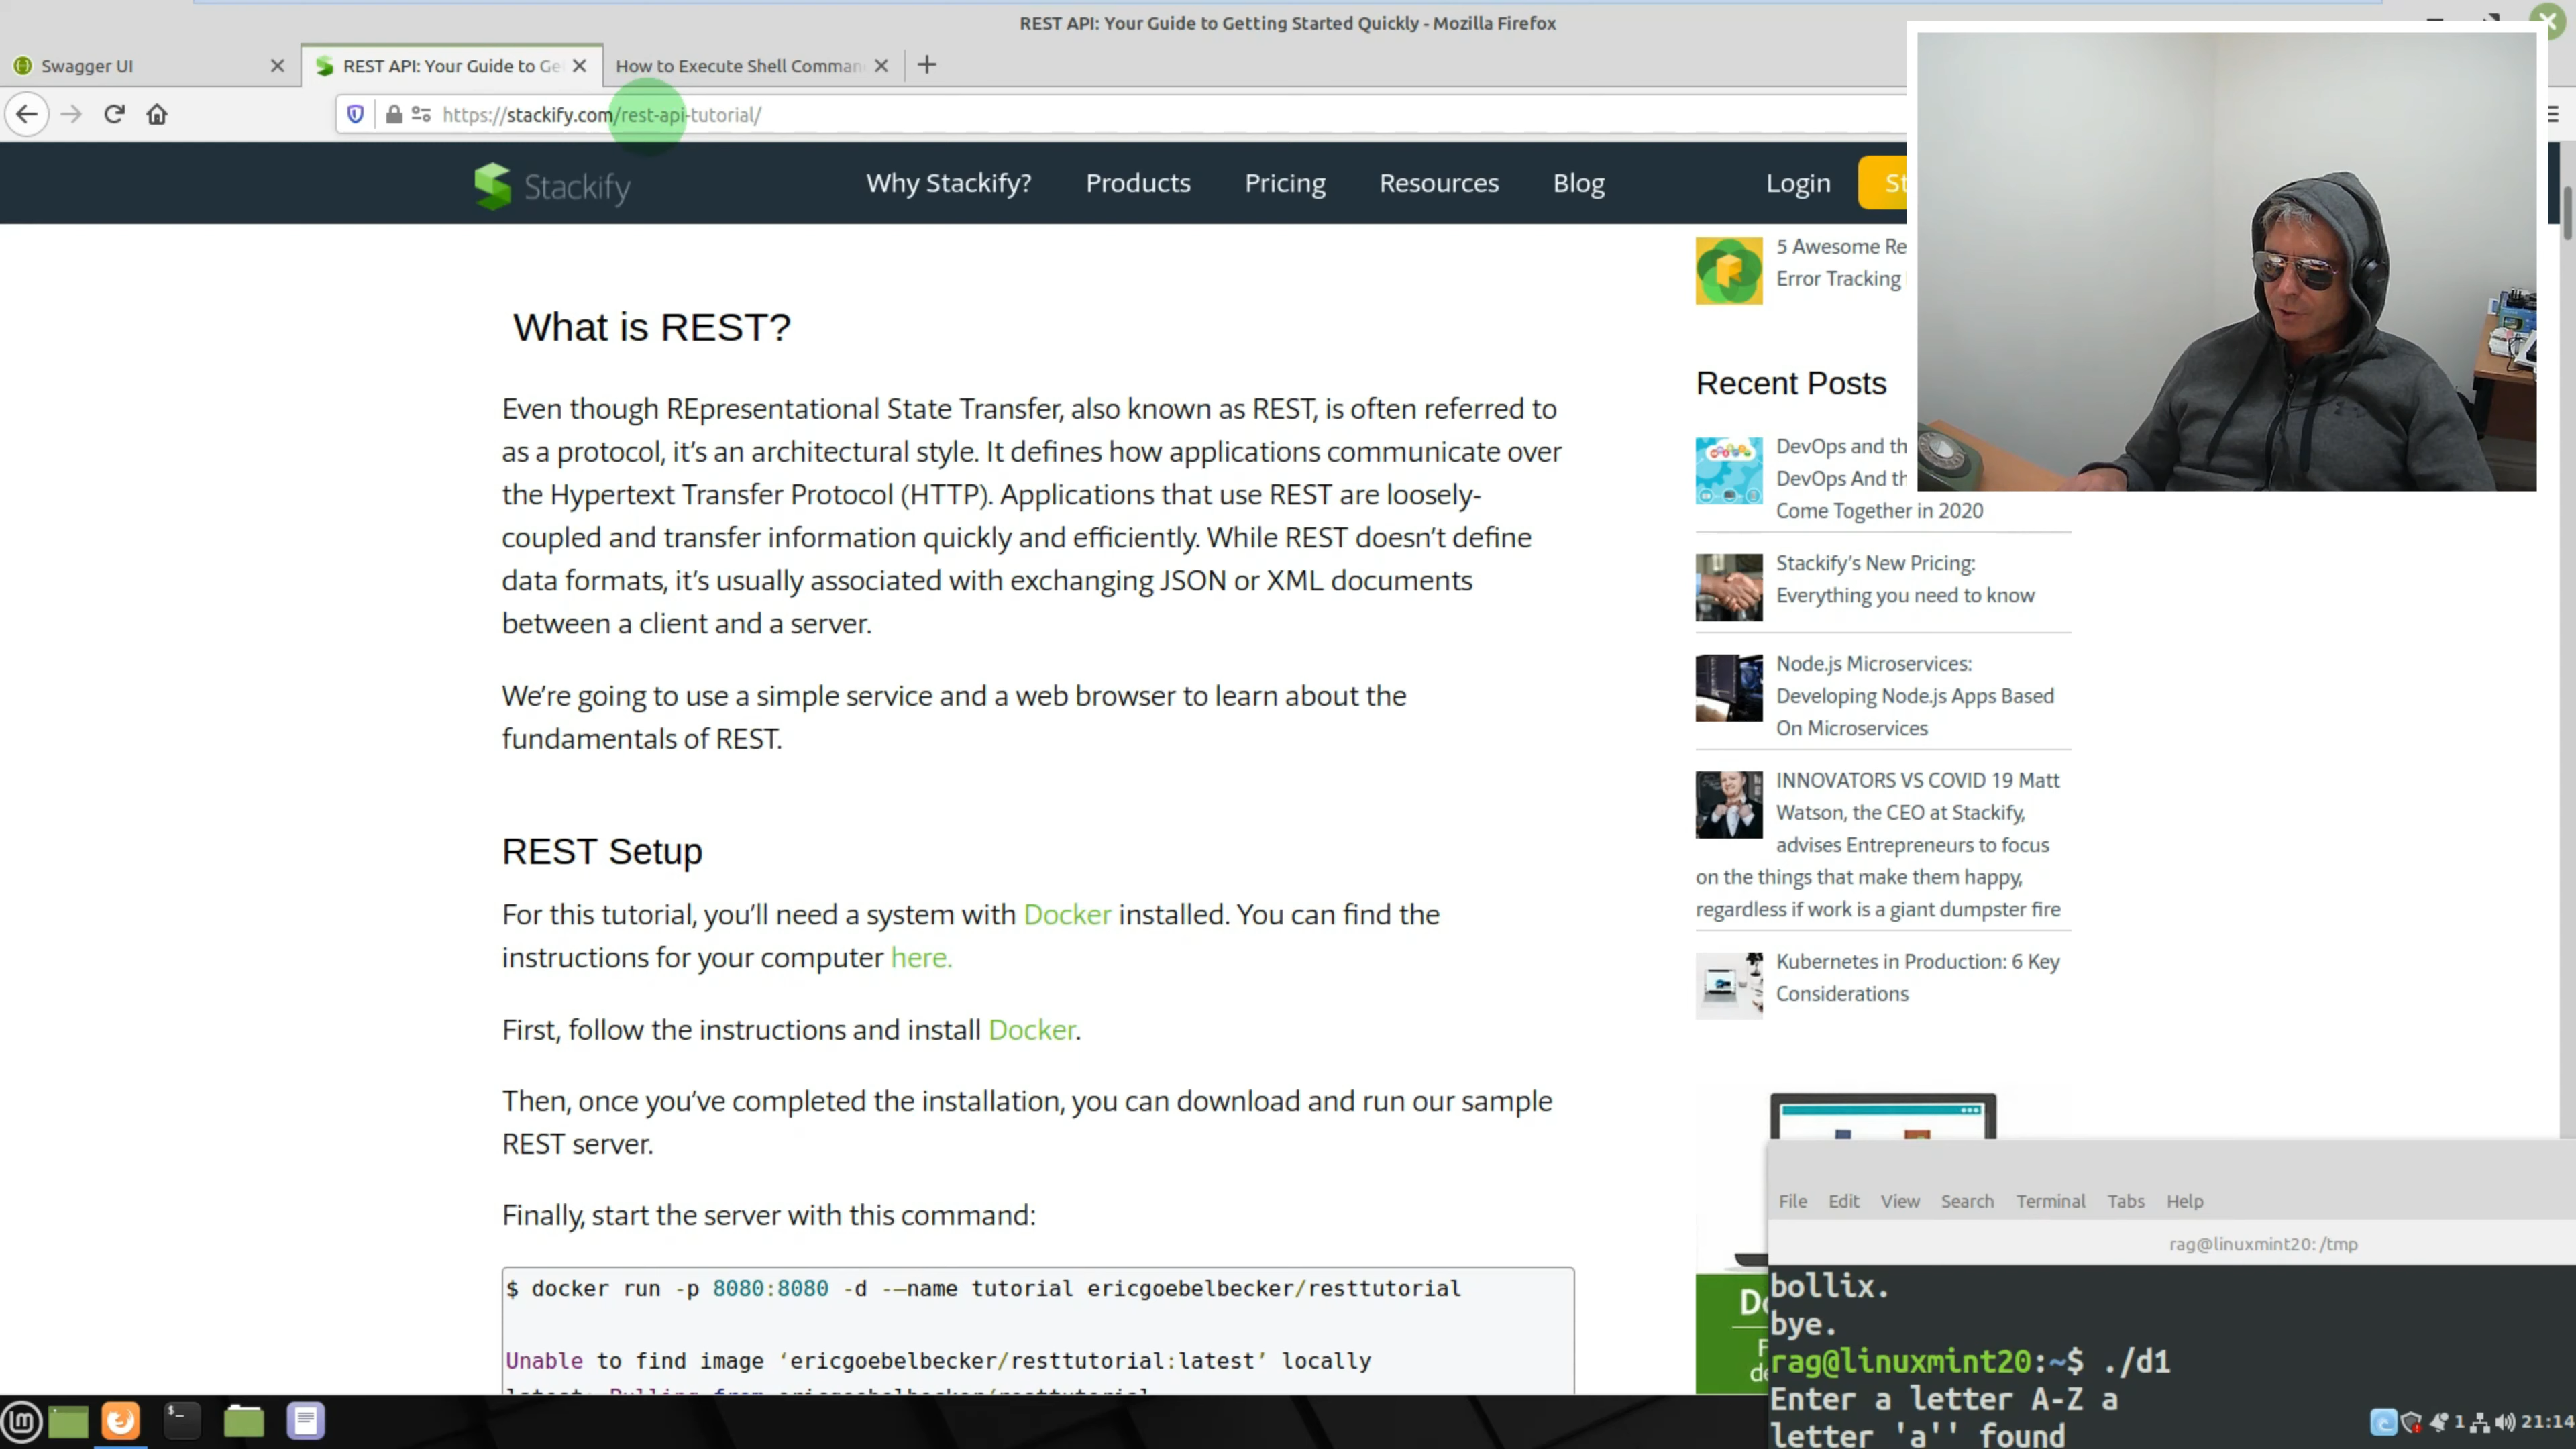 REST API: Your Guide to Getting Started Quickly - Mozilla Firefox
Swagger UI
REST API: Your Guide to Ge
How to Execute Shell Comman
https://stackify.com/rest-api-tutorial/
Stackify
Why Stackify?
Products
Pricing
Resources
Blog
Login
St
What is REST?
Even though REpresentational State Transfer, also known as REST, is often referred to
as a protocol, it's an architectural style. It defines how applications communicate over
the Hypertext Transfer Protocol (HTTP). Applications that use REST are loosely-
coupled and transfer information quickly and efficiently. While REST doesn't define
data formats, it's usually associated with exchanging JSON or XML documents
between a client and a server.
We're going to use a simple service and a web browser to learn about the
fundamentals of REST.
REST Setup
For this tutorial, you'll need a system with Docker installed. You can find the
instructions for your computer here.
First, follow the instructions and install Docker.
Then, once you've completed the installation, you can download and run our sample
REST server.
Finally, start the server with this command:
$ docker run -p 8080:8080 -d -–name tutorial ericgoebelbecker/resttutorial
Unable to find image ‘ericgoebelbecker/resttutorial:latest’ locally
latest: Pulling from ericgoebelbecker/resttutorial
5 Awesome Re
Error Tracking
Recent Posts
DevOps and th
DevOps And th
Come Together in 2020
Stackify's New Pricing:
Everything you need to know
Node.js Microservices:
Developing Node.js Apps Based
On Microservices
INNOVATORS VS COVID 19 Matt
Watson, the CEO at Stackify,
advises Entrepreneurs to focus
on the things that make them happy,
regardless if work is a giant dumpster fire
Kubernetes in Production: 6 Key
Considerations
File Edit View Search Terminal Tabs Help
rag@linuxmint20: /tmp
bollix.
bye.
rag@linuxmint20:~$ ./d1
Enter a letter A-Z a
letter 'a'' found
1
21:14